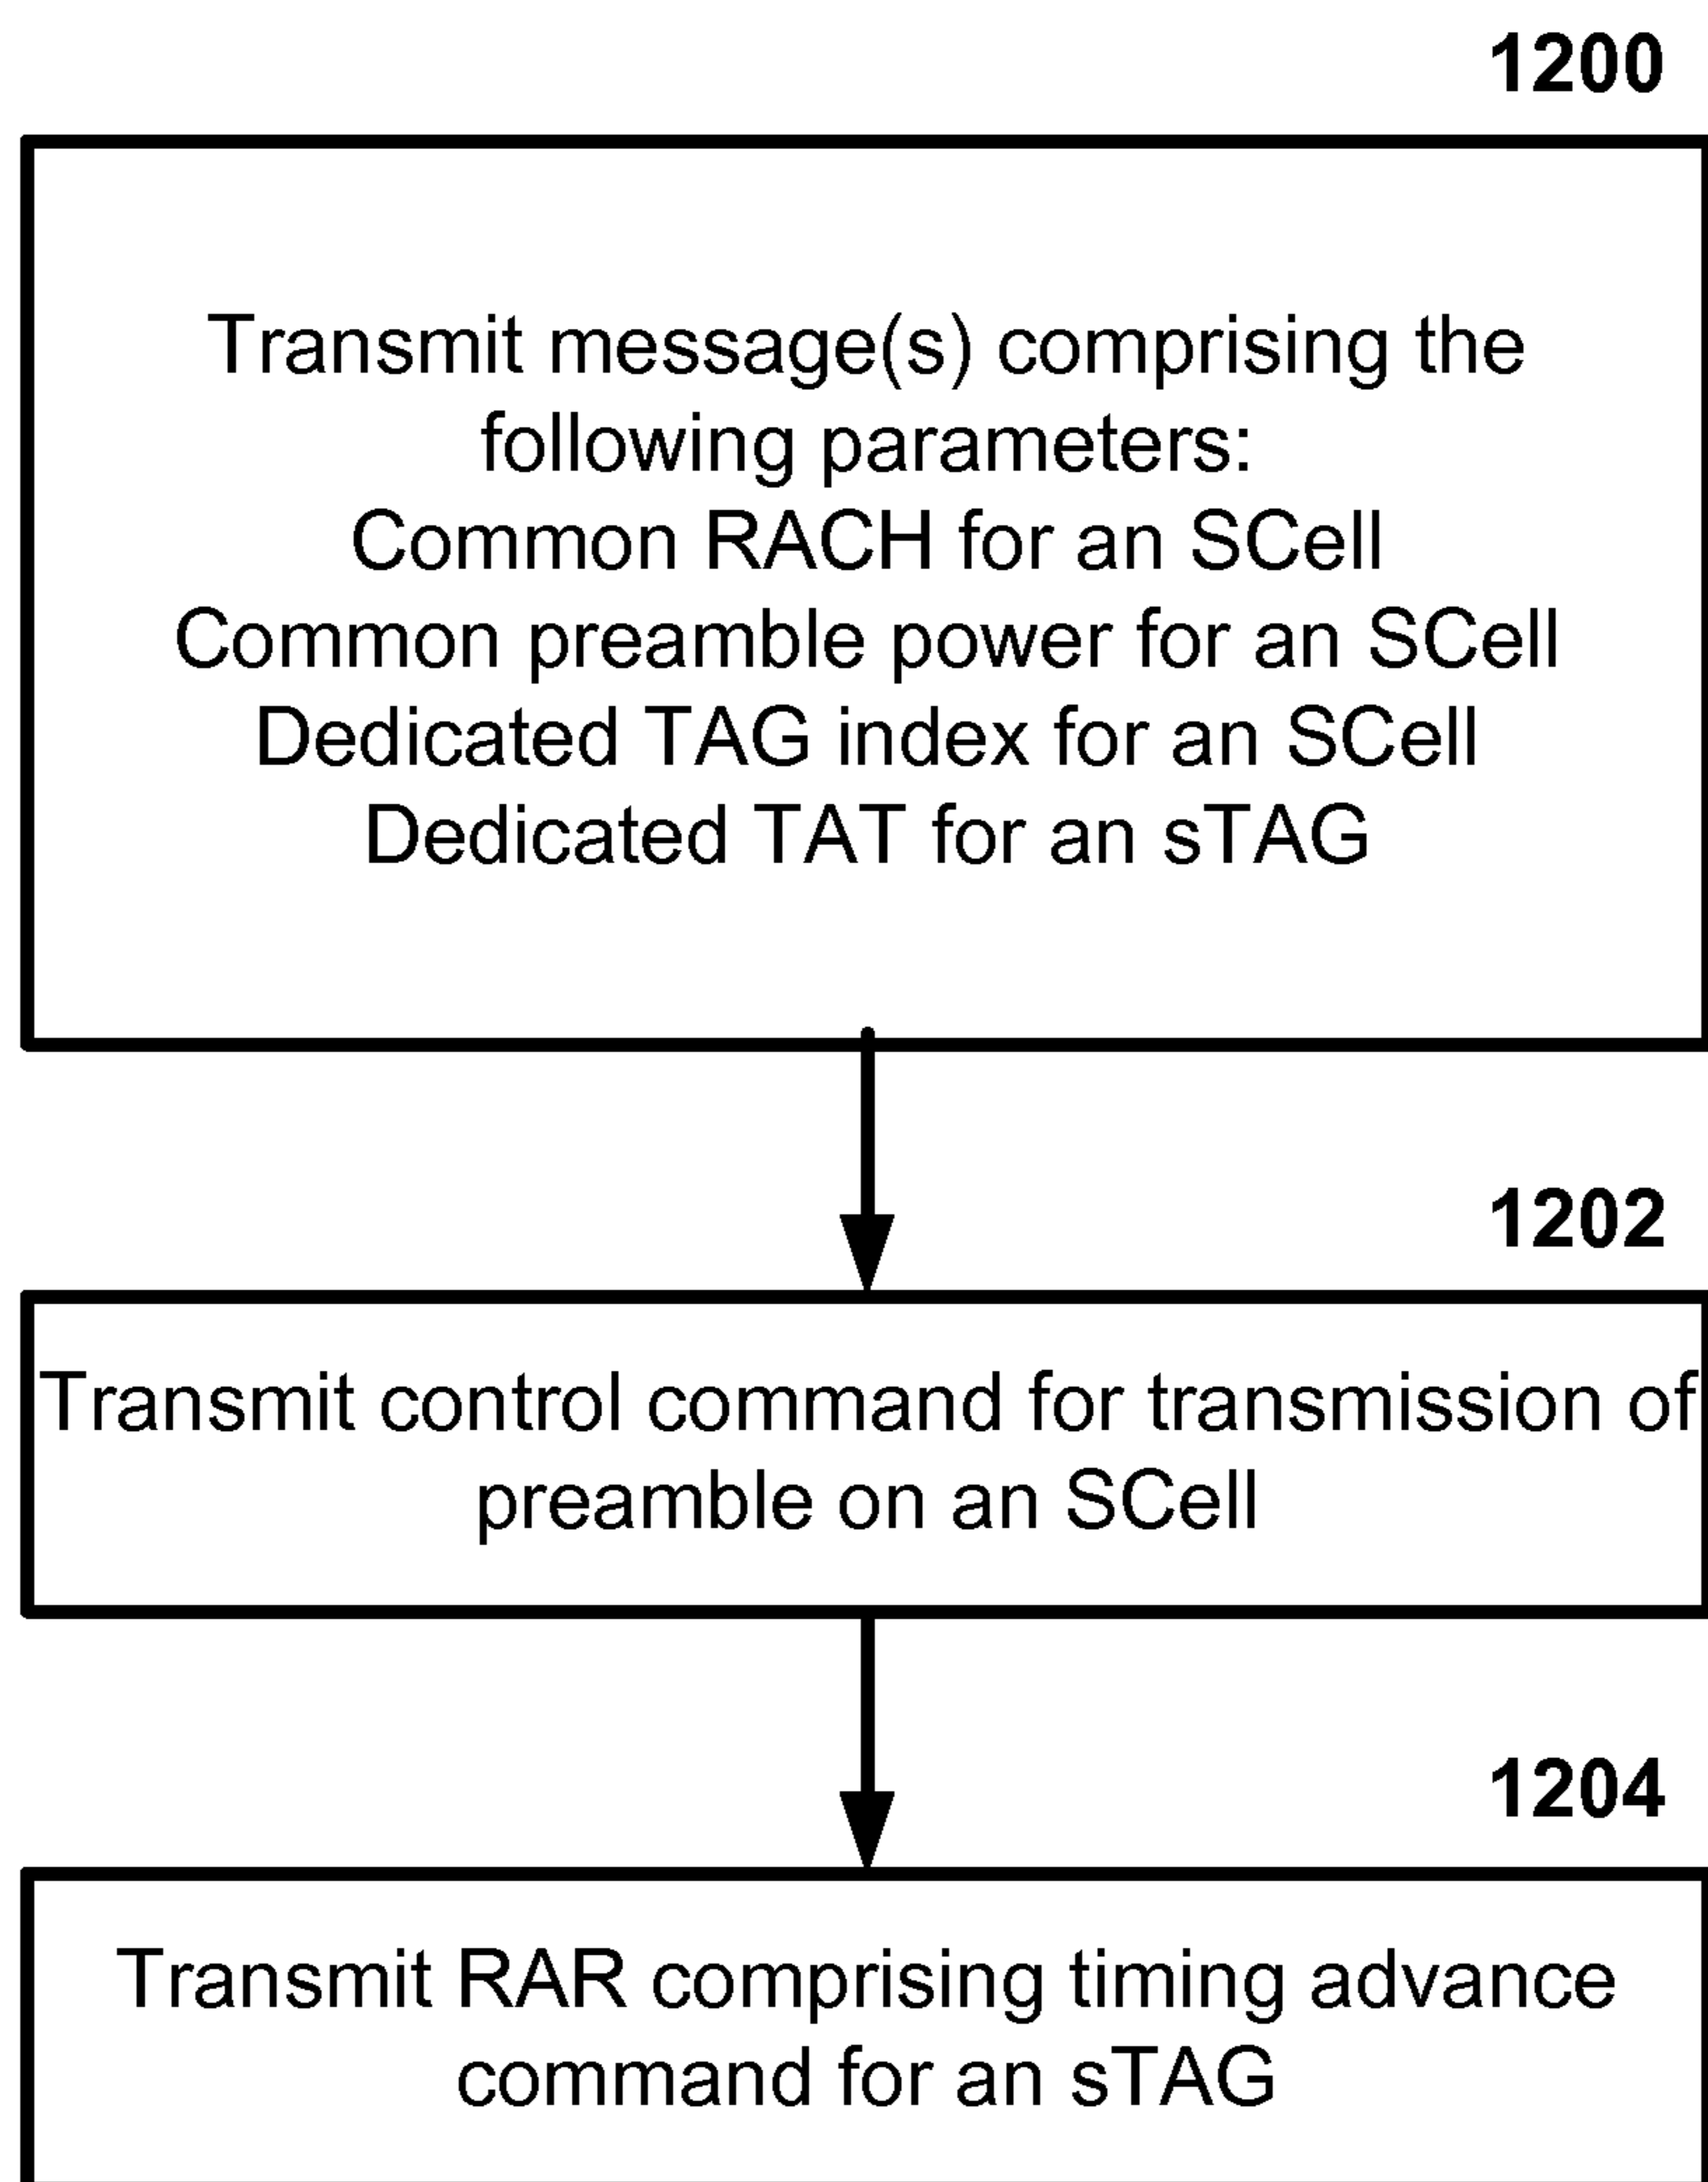 1200
Transmit message(s) comprising the
following parameters:
Common RACH for an SCell
Common preamble power for an SCell
Dedicated TAG index for an SCell
Dedicated TAT for an sTAG
1202
Transmit control command for transmission of
preamble on an SCell
1204
Transmit RAR comprising timing advance
command for an sTAG